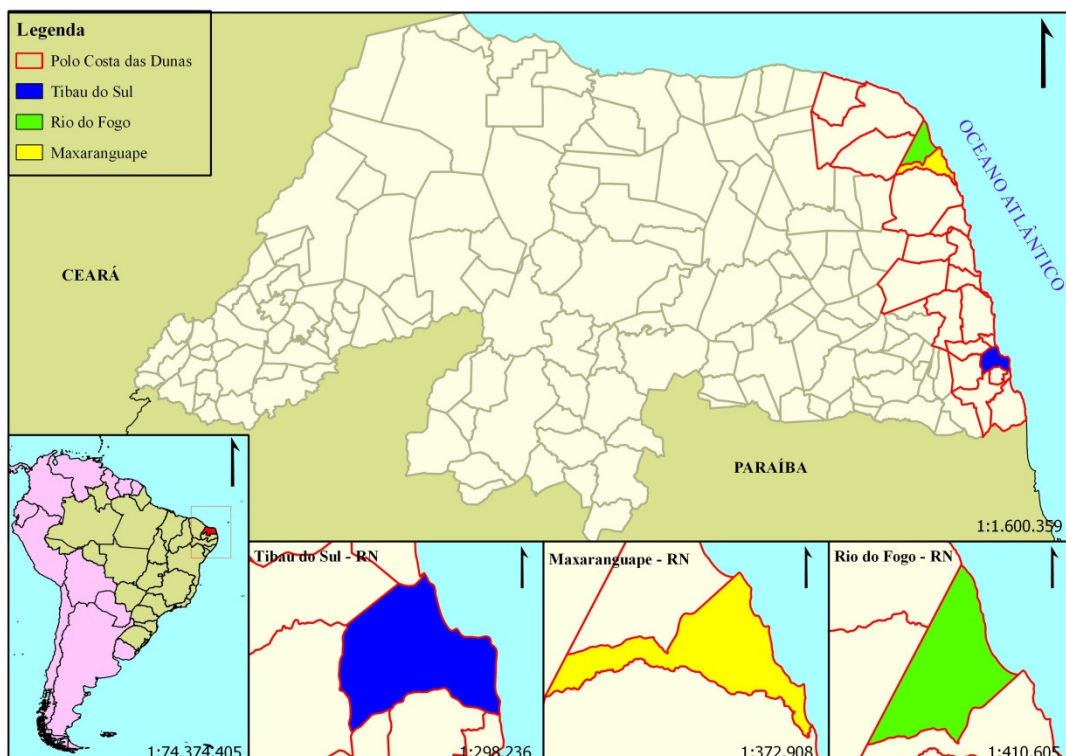 Legenda
Polo Costa das Dunas
Tibau do Sul
Rio do Fogo
Maxaranguape
OCEANO ATLÂNTICO
CEARÁ
PARAÍBA
1:1.600.359
1:74.374.405
Tibau do Sul - RN
1:298.236
Maxaranguape - RN
1:372.908
Rio do Fogo - RN
1:410.605